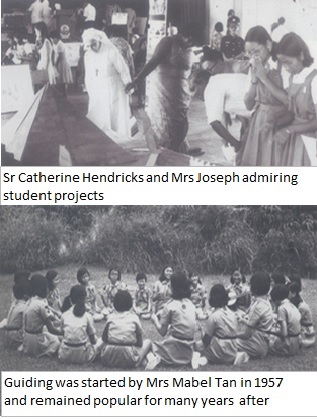 Sr Catherine Hendricks and Mrs Joseph admiring
student projects
Guiding was started by Mrs Mabel Tan in 1957
and remained popular for many years after